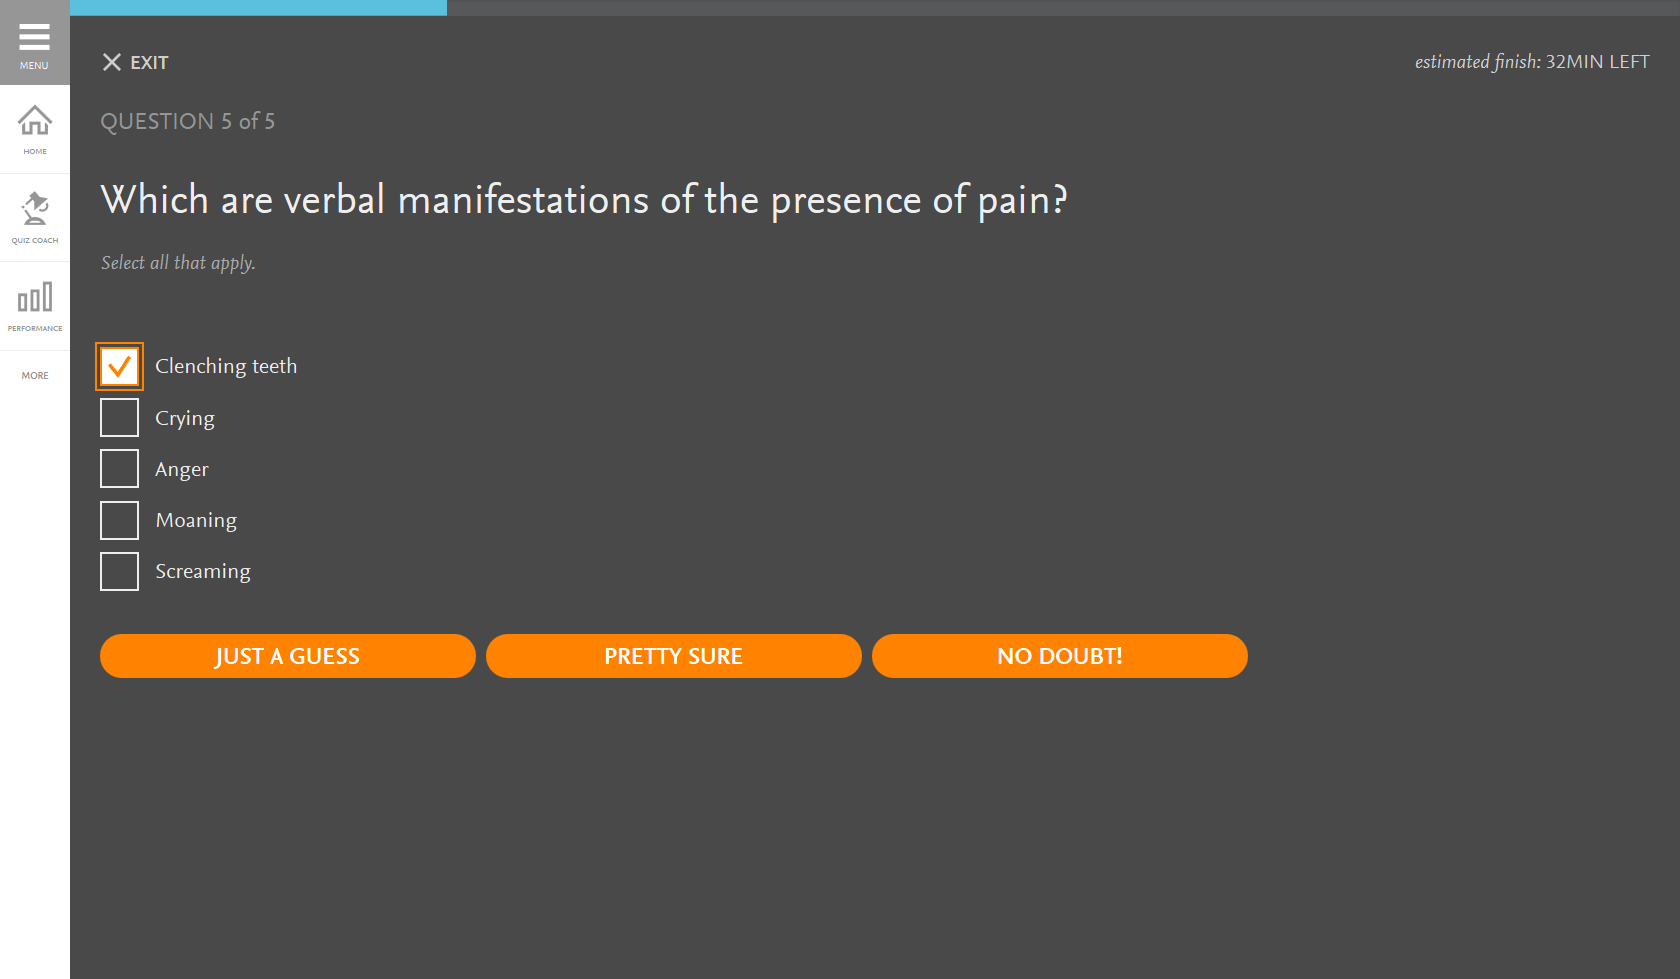 MENU
HOME
QUIZ COACH
PERFORMANCE
MORE
EXIT
estimated finish: 32MIN LEFT
QUESTION 5 of 5
Which are verbal manifestations of the presence of pain?
Select all that apply.
Clenching teeth
Crying
Anger
Moaning
Screaming
JUST A GUESS
PRETTY SURE
NO DOUBT!